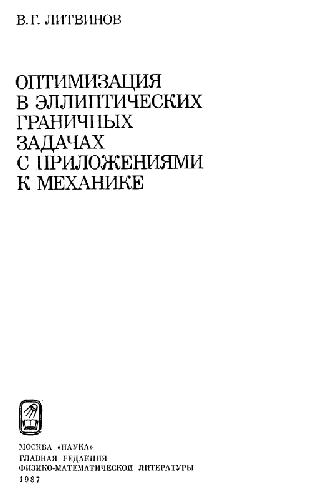 В.Г. ЛИТВИНОВ
ОПТИМИЗАЦИЯ
В ЭЛЛИПТИЧЕСКИХ
ГРАНИЧНЫХ
ЗАДАЧАХ
С ПРИЛОЖЕНИЯМИ
К МЕХАНИКЕ
МОСКВА «НАУКА»
ГЛАВНАЯ РЕДАКЦИЯ
ФИЗИКО-МАТЕМАТИЧЕСКОЙ ЛИТЕРАТУРЫ
1987